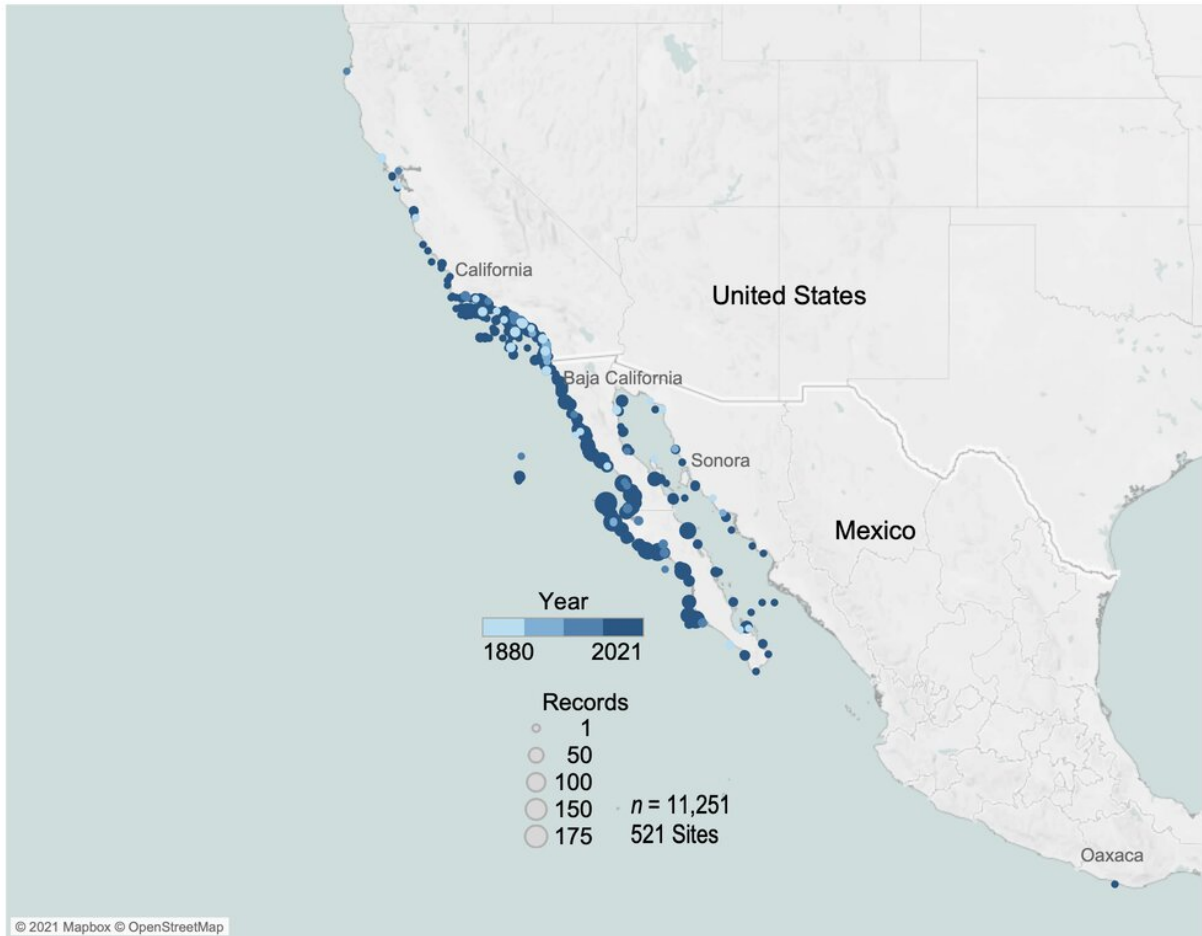 California
United States
Baja California
Sonora
Mexico
Year
1880 2021
Records
1
50
100
150
175
n = 11,251
521 Sites
Oaxaca
© 2021 Mapbox © OpenStreetMap